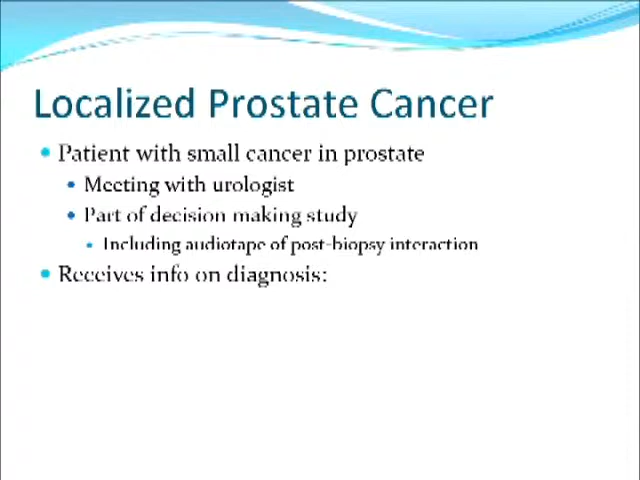 Localized Prostate Cancer
Patient with small cancer in prostate
Meeting with urologist
Part of decision making study
Including audiotape of post-biopsy interaction
Receives info on diagnosis: